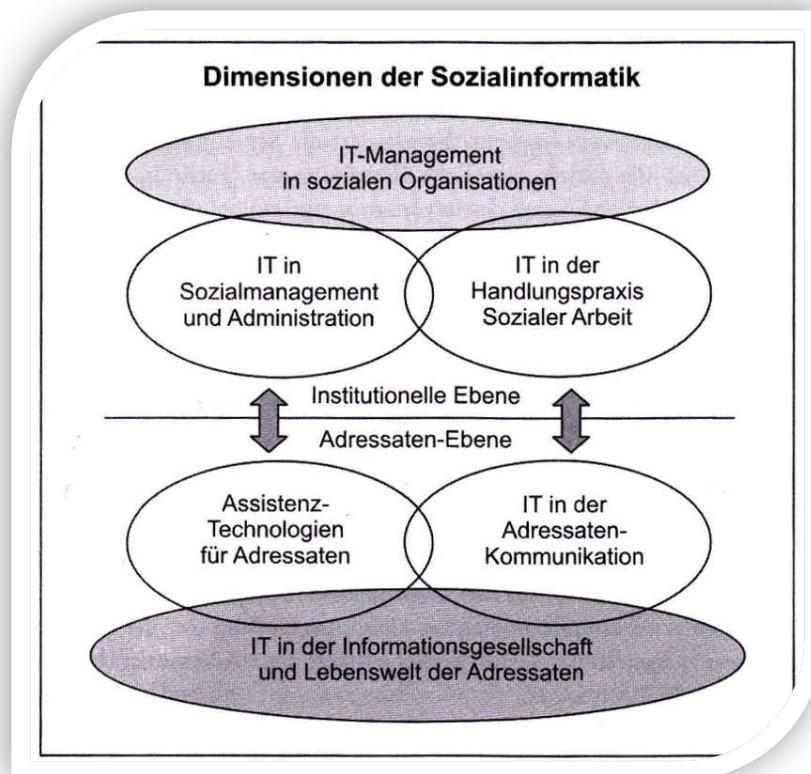 Dimensionen der Sozialinformatik
IT-Management
in sozialen Organisationen
IT in
Sozialmanagement
und Administration
IT in der
Handlungspraxis
Sozialer Arbeit
Institutionelle Ebene
Adressaten-Ebene
Assistenz-
Technologien
für Adressaten
IT in der
Adressaten-
Kommunikation
IT in der Informationsgesellschaft
und Lebenswelt der Adressaten